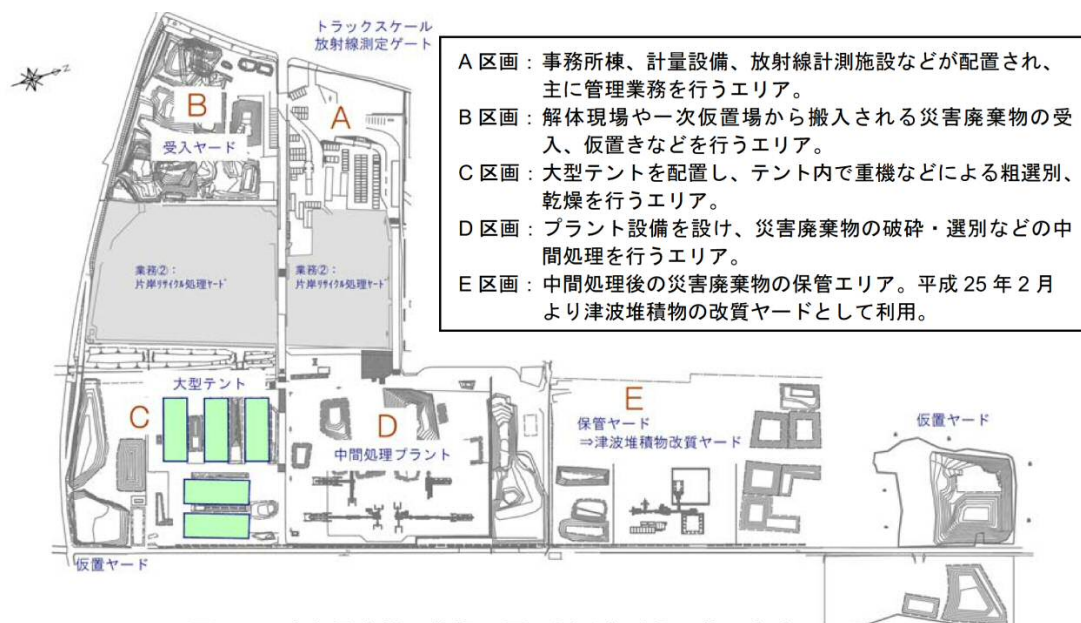 トラックスケール
放射線測定ゲート
Z
A 区画：事務所棟、計量設備、放射線計測施設などが配置され、
主に管理業務を行うエリア。
B 区画：解体現場や一次仮置場から搬入される災害廃棄物の受
入、仮置きなどを行うエリア。
C 区画：大型テントを配置し、テント内で重機などによる粗選別、
乾燥を行うエリア。
D 区画：プラント設備を設け、災害廃棄物の破砕・選別などの中
間処理を行うエリア。
E 区画：中間処理後の災害廃棄物の保管エリア。平成 25 年 2 月
より津波堆積物の改質ヤードとして利用。
B
受入ヤード
A
業務②：
片岸ﾘｻｲｸﾙ処理ﾔｰﾄﾞ
業務②：
片岸ﾘｻｲｸﾙ処理ﾔｰﾄﾞ
大型テント
C
D
中間処理プラント
E
保管ヤード
⇒津波堆積物改質ヤード
仮置ヤード
仮置ヤード